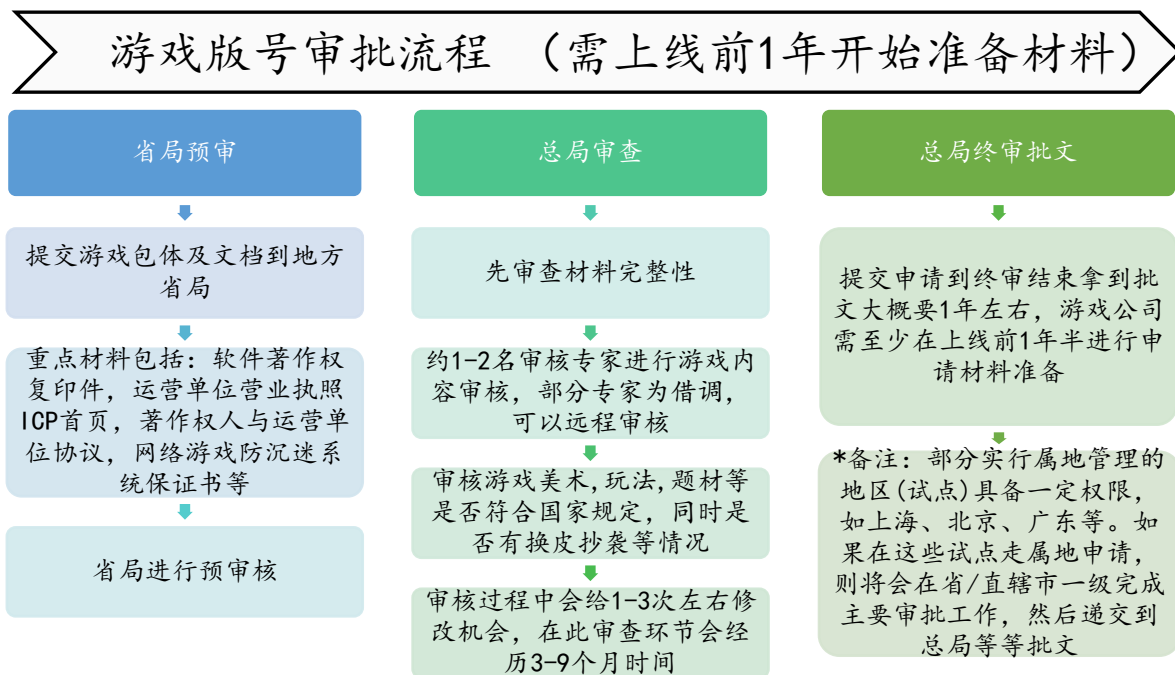 游戏版号审批流程 (需上线前1年开始准备材料)
省局预审
提交游戏包体及文档到地方
省局
重点材料包括: 软件著作权
复印件, 运营单位营业执照
ICP首页, 著作权人与运营单
位协议, 网络游戏防沉迷系
统保证书等
省局进行预审核
总局审查
先审查材料完整性
约1-2名审核专家进行游戏内
容审核, 部分专家为借调,
可以远程审核
审核游戏美术,玩法,题材等
是否符合国家规定, 同时是
否有换皮抄袭等情况
审核过程中会给1-3次左右修
改机会, 在此审查环节会经
历3-9个月时间
总局终审批文
提交申请到终审结束拿到批
文大概要1年左右, 游戏公司
需至少在上线前1年半进行申
请材料准备
*备注: 部分实行属地管理的
地区(试点)具备一定权限,
如上海、北京、广东等。如
果在这些试点走属地申请,
则将会在省/直辖市一级完成
主要审批工作, 然后递交到
总局等等批文